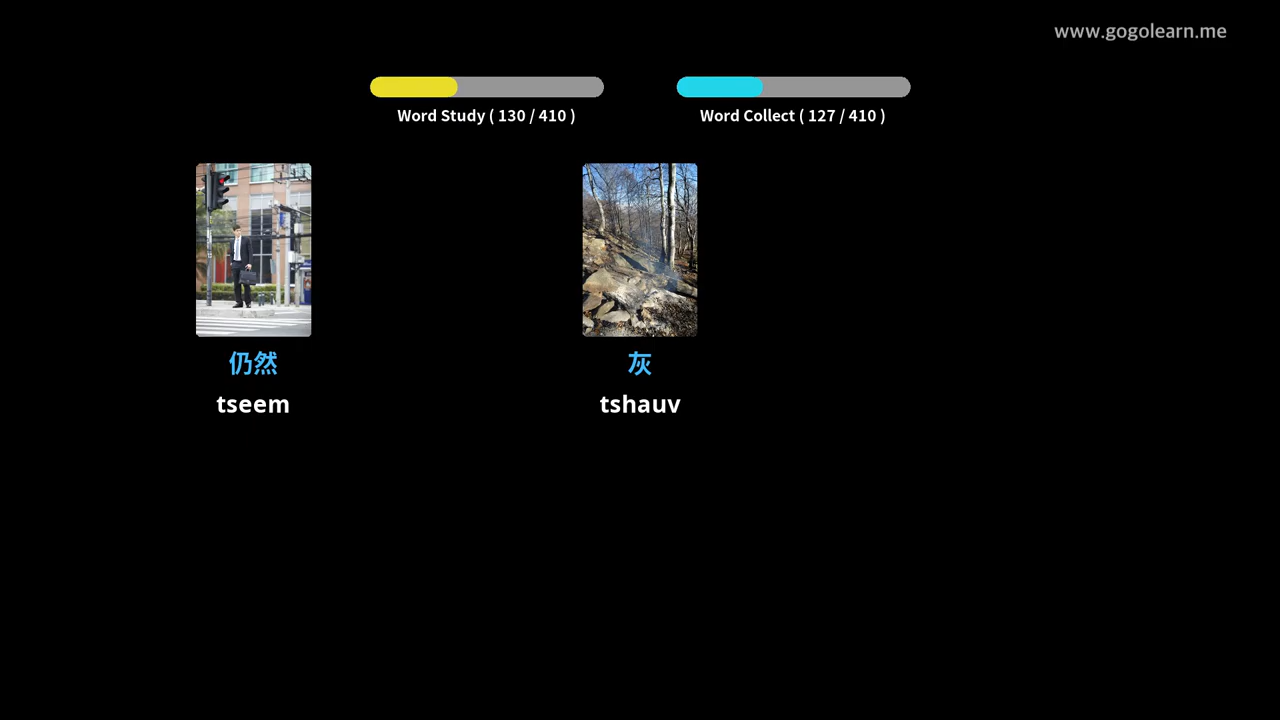 www.gogolearn.me
Word Study ( 130 / 410 )
Word Collect ( 127 / 410 )
仍然
灰
tseem
tshauv